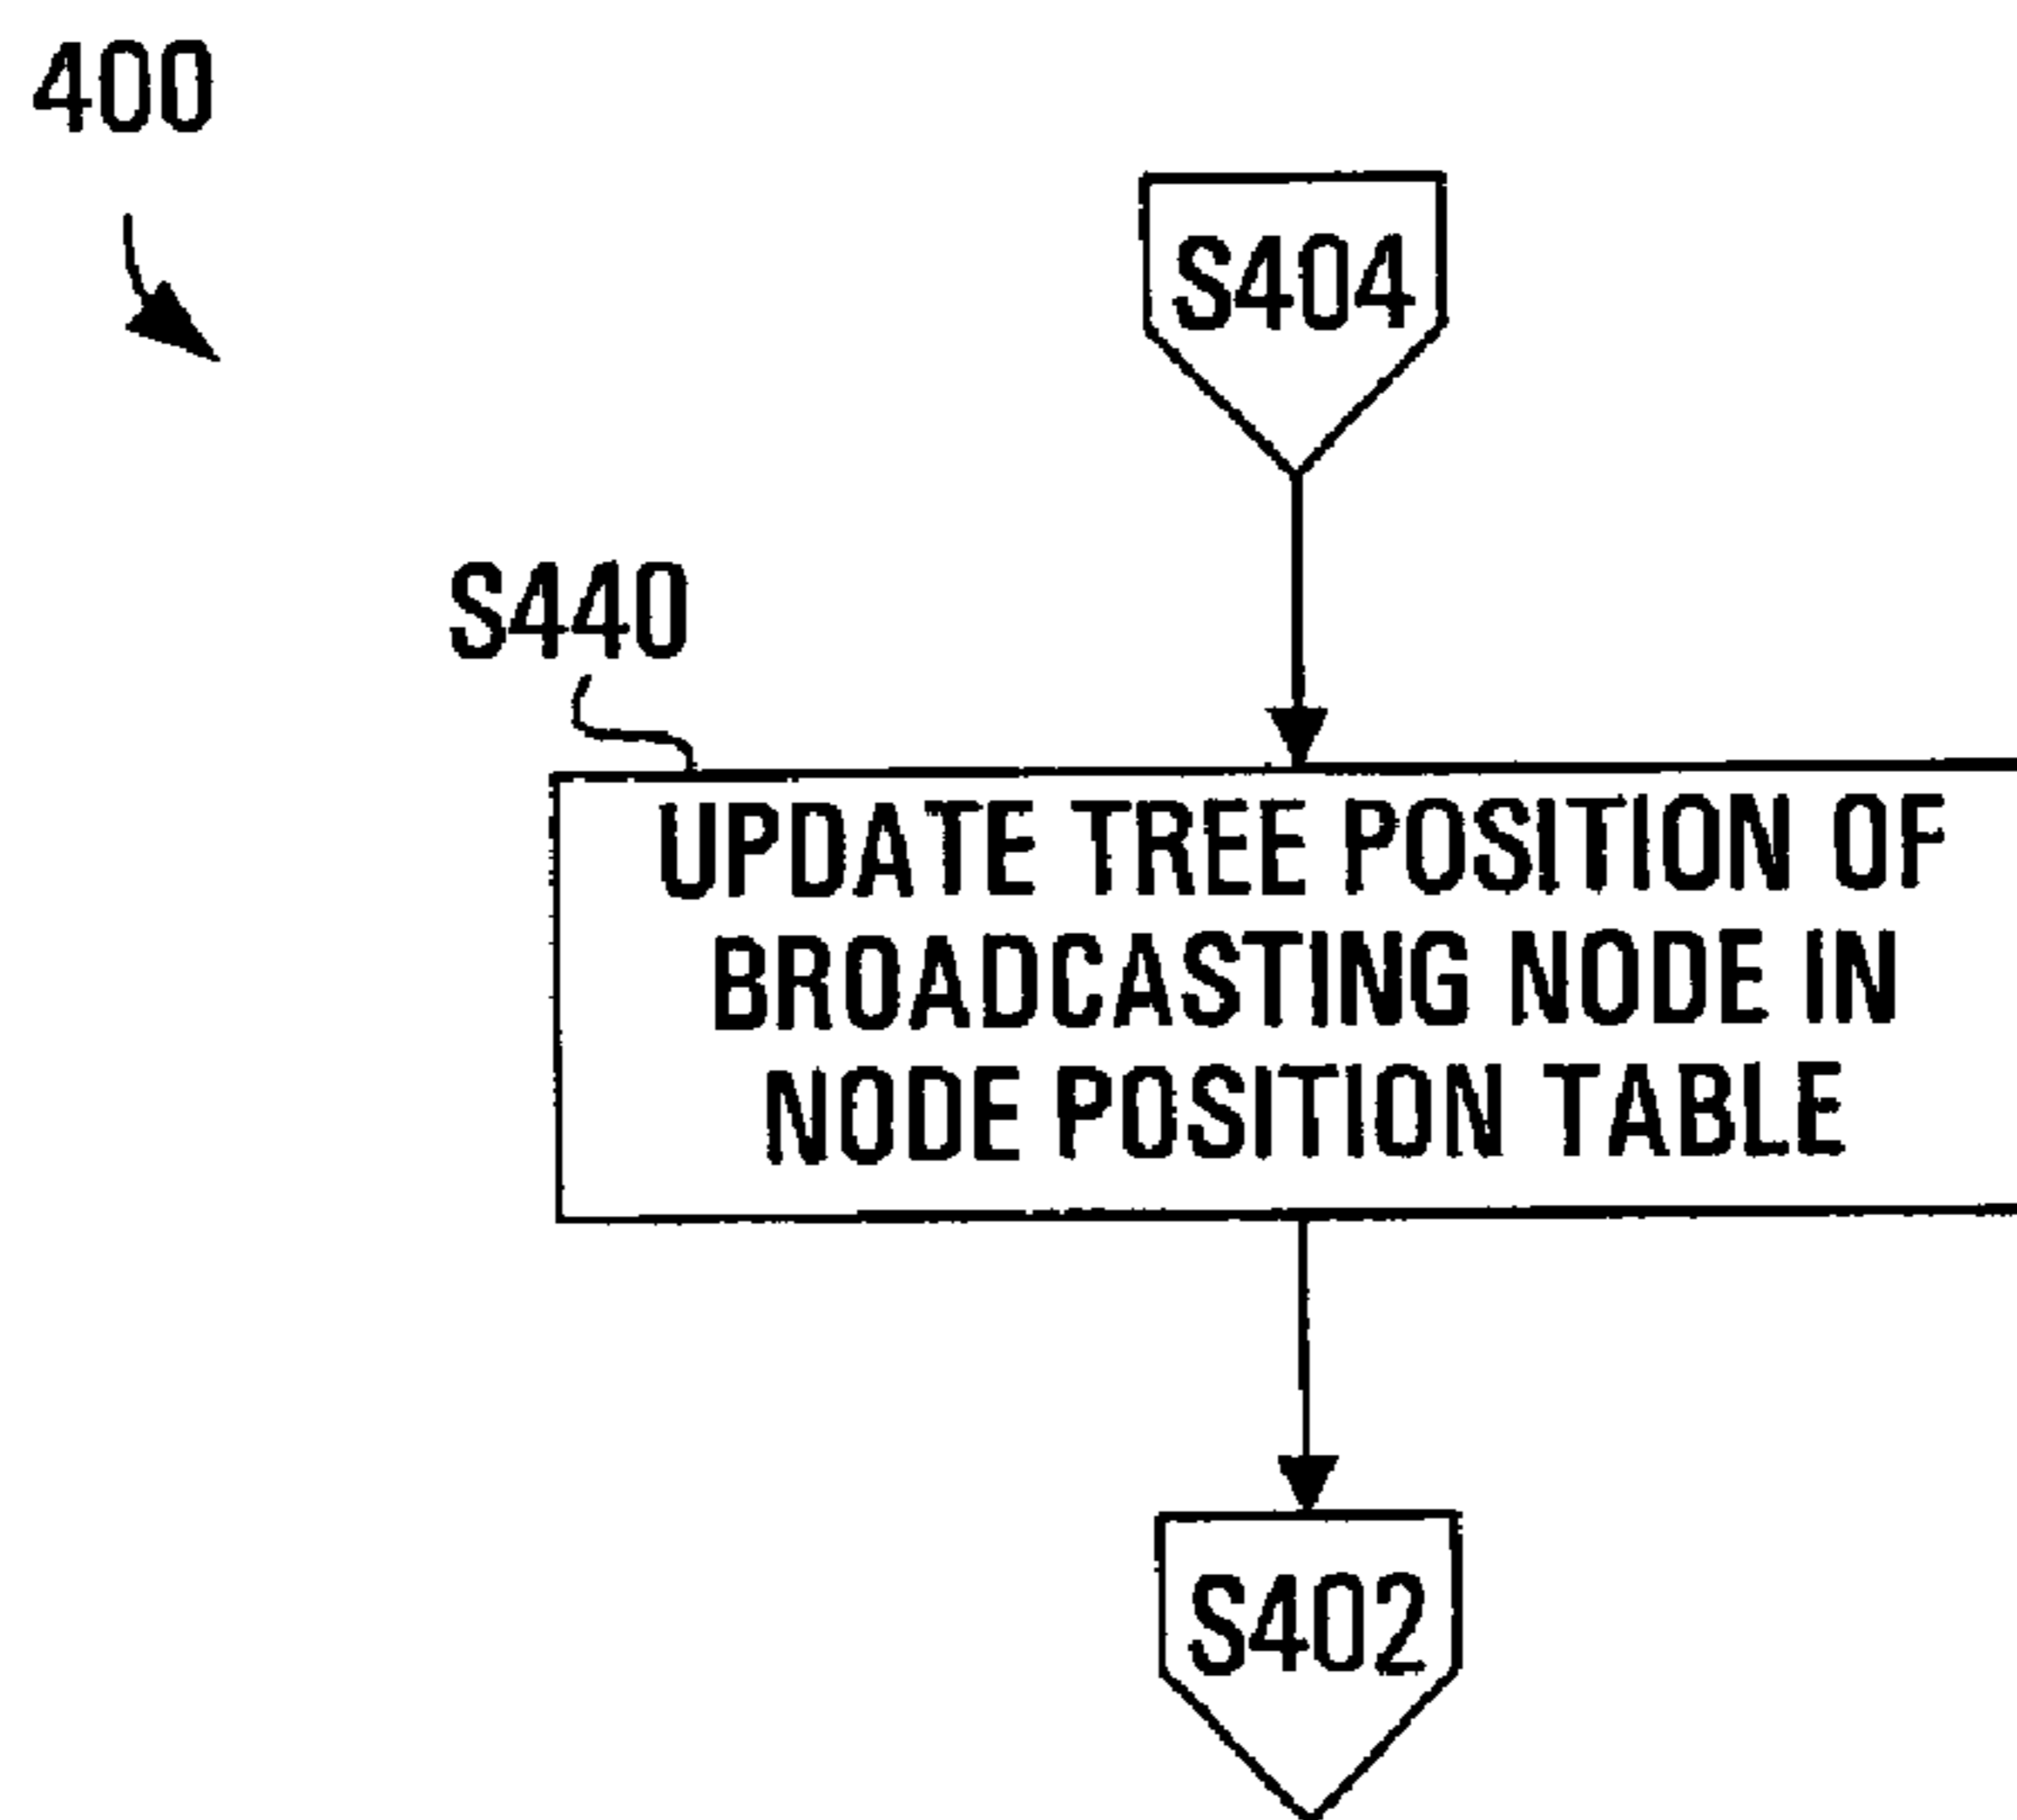 400
S404
S440
UPDATE TREE POSITION OF
BROADCASTING NODE IN
NODE POSITION TABLE
S402